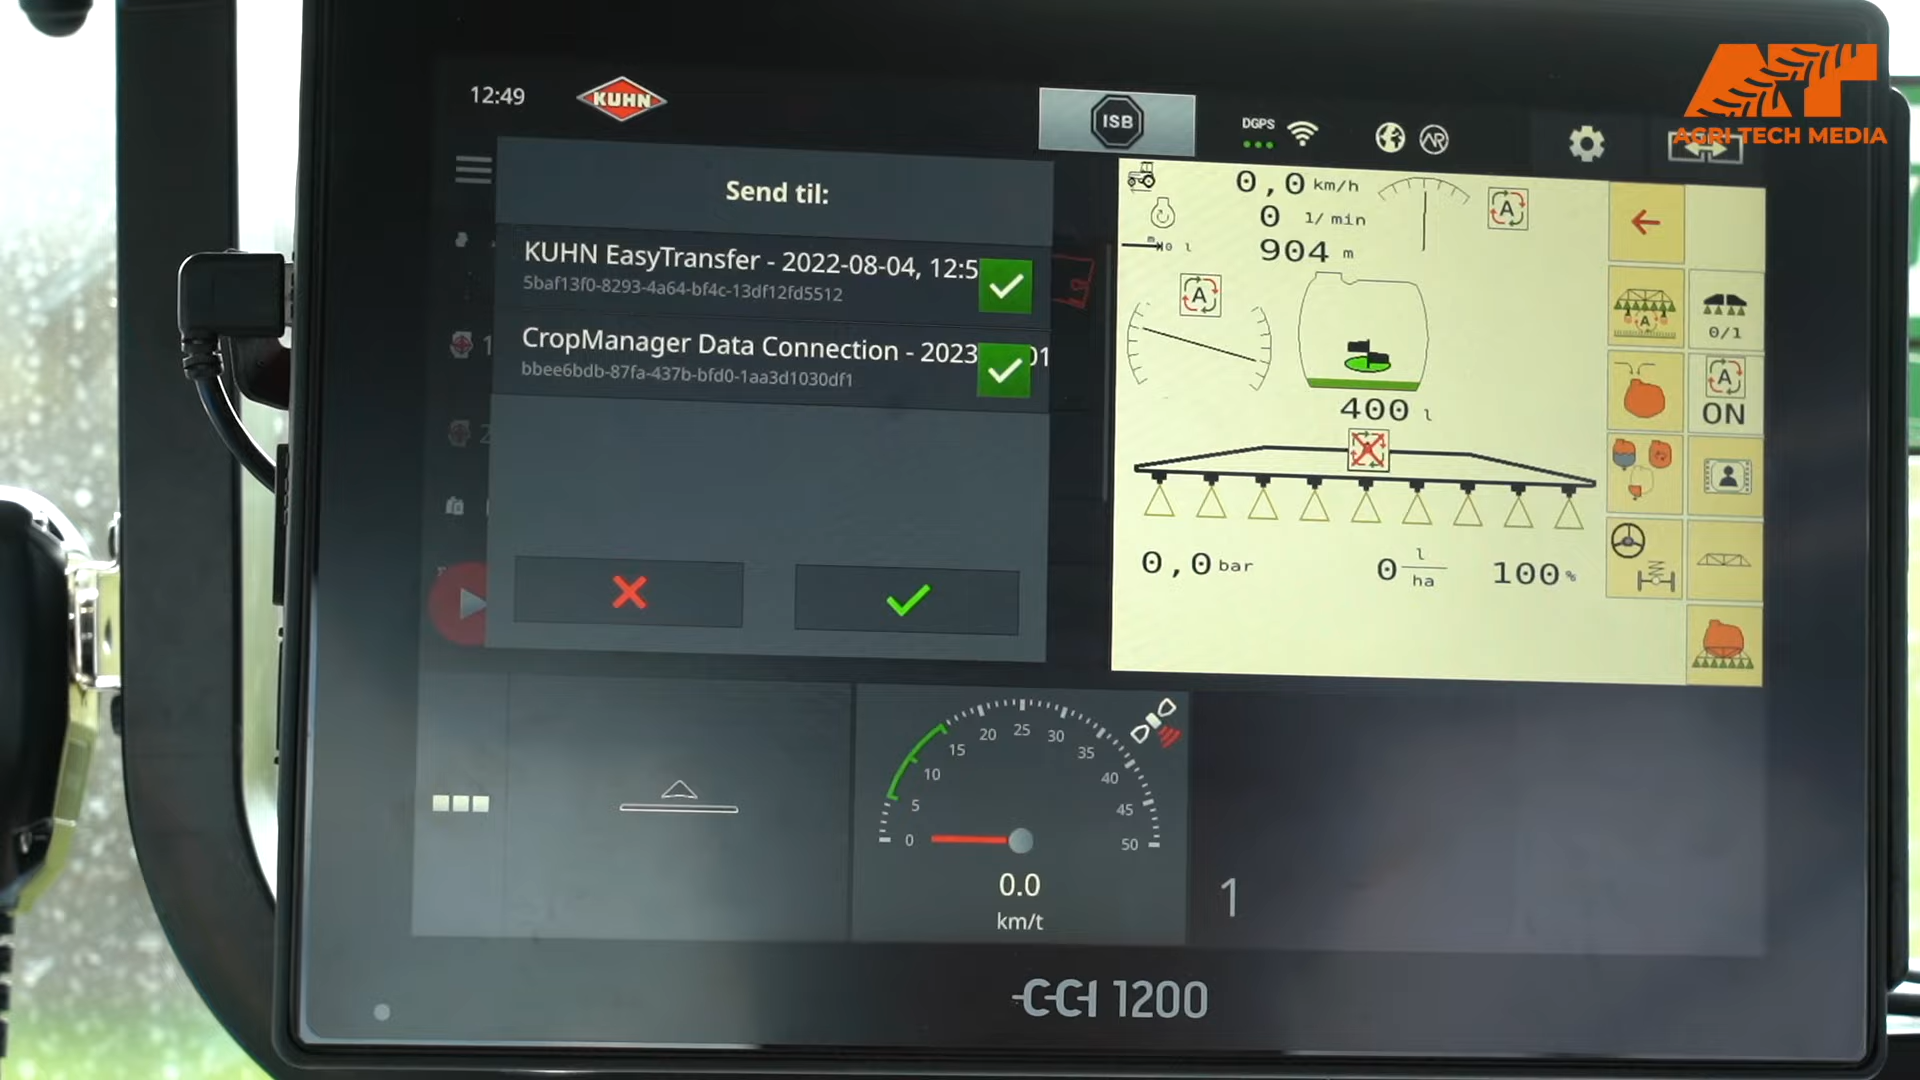 AGRI TECH MEDIA
12:49
KUHN
ISB
DGPS
Send til:
KUHN EasyTransfer - 2022-08-04, 12:5
5baf13f0-8293-4a64-bf4c-13df12fd5512
CropManager Data Connection - 2023 01
bbee6bdb-87fa-437b-bfd0-1aa3d1030df1
1
2
0,0 km/h
0 l/min
904 m
A
A
0/1
A
ON
400 l
0,0 bar
0 l/ha
100 %
0
5
10
15
20
25
30
35
40
45
50
0.0
km/t
1
CCI 1200